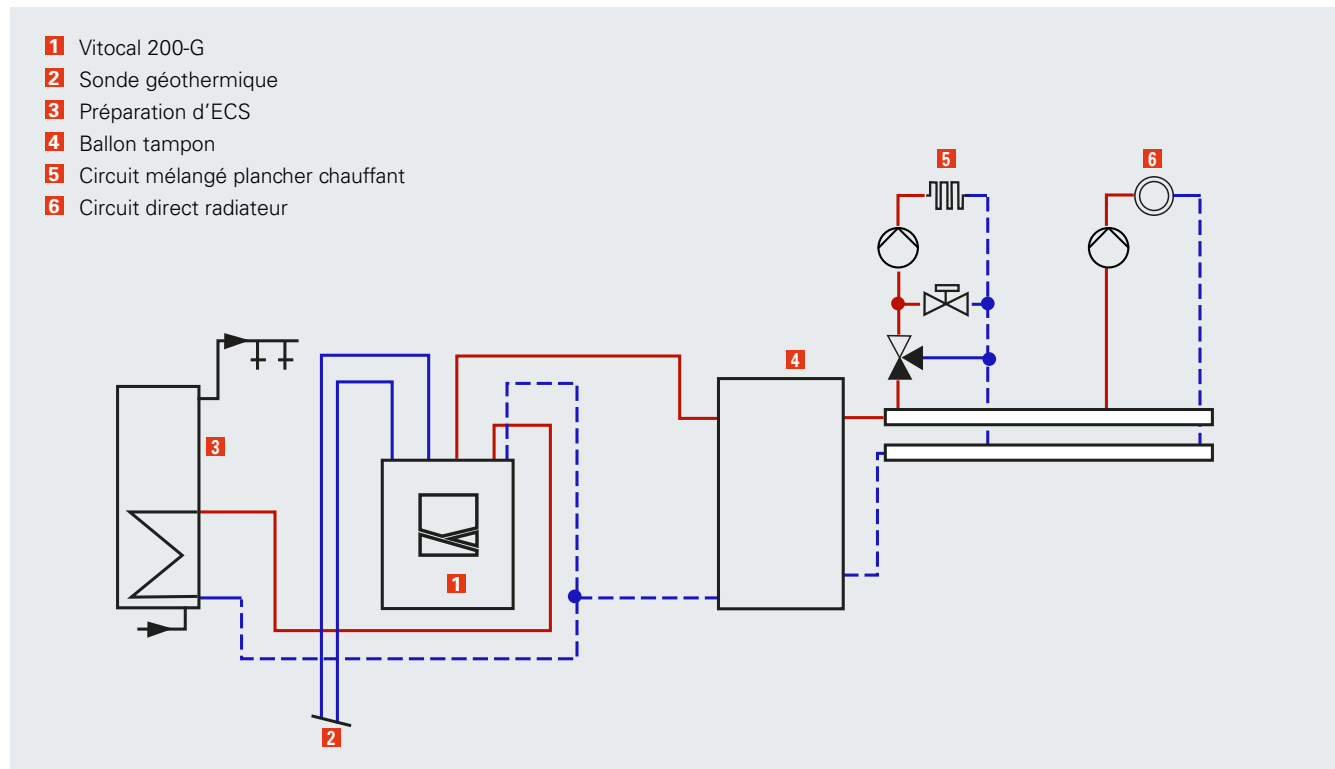 1 Vitocal 200-G
2 Sonde géothermique
3 Préparation d'ECS
4 Ballon tampon
5 Circuit mélangé plancher chauffant
6 Circuit direct radiateur
5
6
4
3
1
2